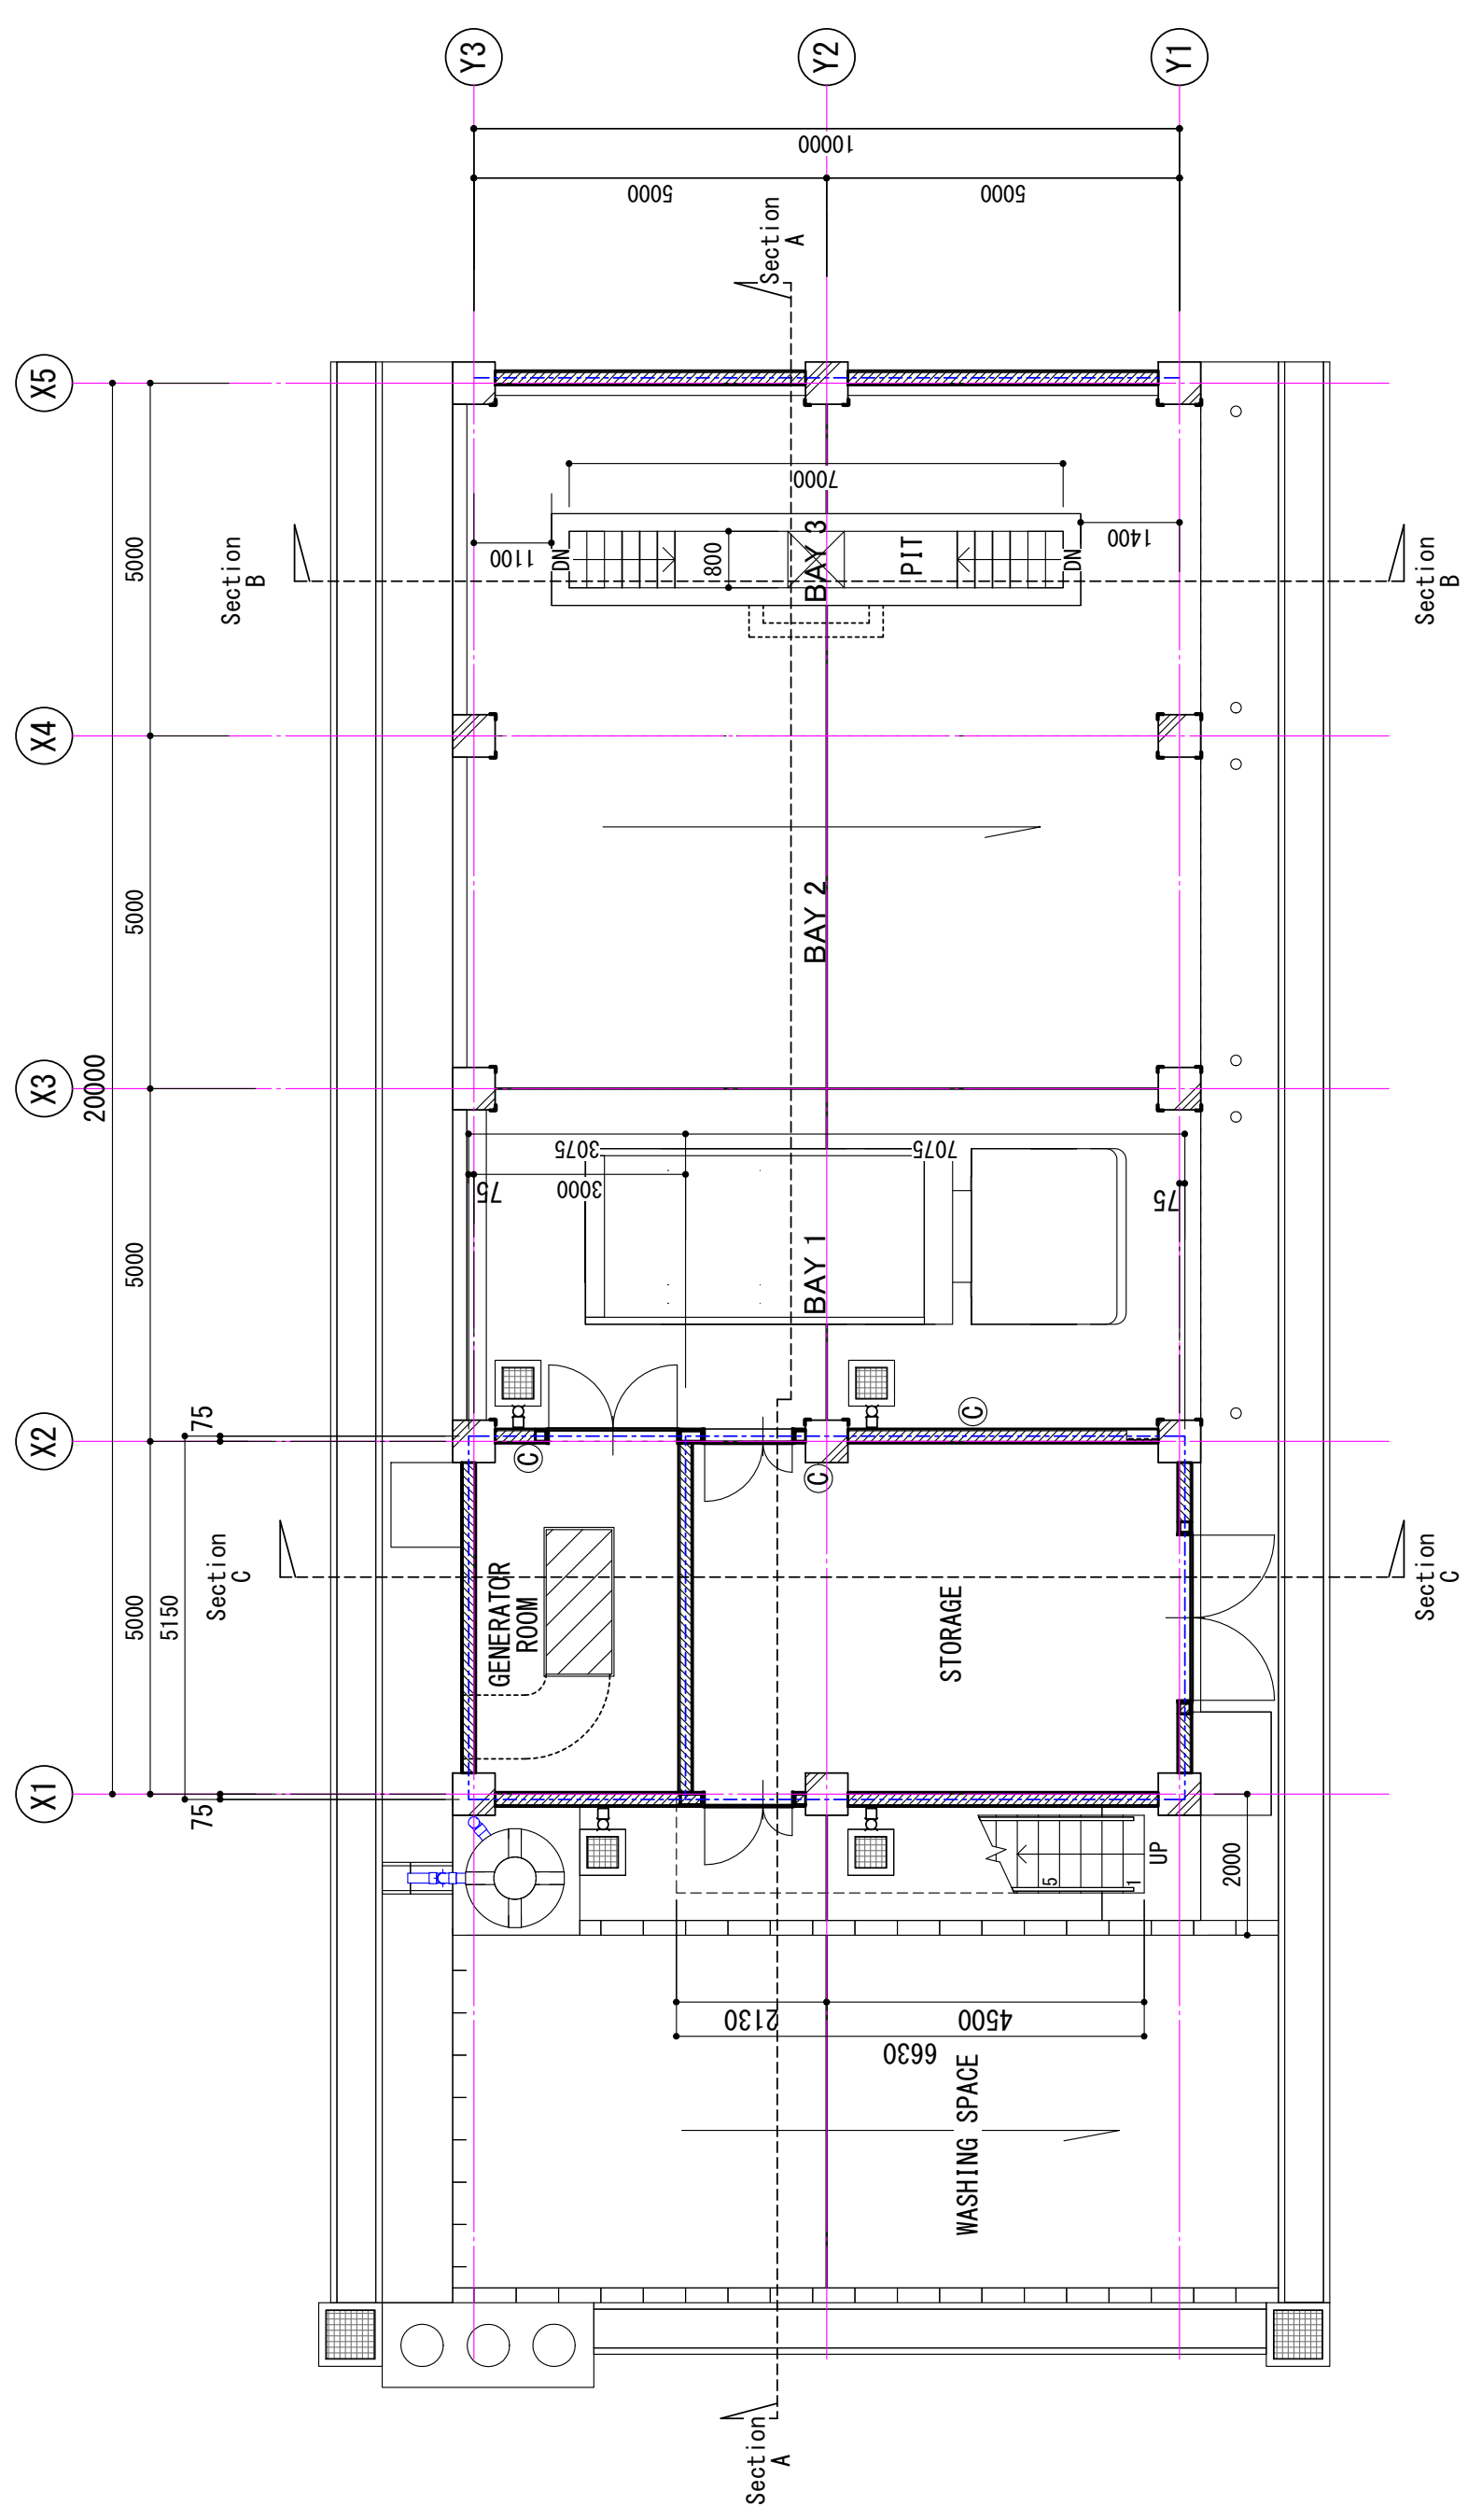 X1
X2
X3
X4
X5
20000
5000
5000
5000
5000
5150
75
75
Y3
Y2
Y1
10000
5000
5000
Section
A
Section
A
Section
B
Section
B
Section
C
Section
C
7000
1100
1400
800
DN
DN
PIT
BAY 3
BAY 2
BAY 1
3075
7075
75
3000
75
C
C
C
GENERATOR
ROOM
STORAGE
UP
5
1
2000
2130
4500
6630
WASHING SPACE